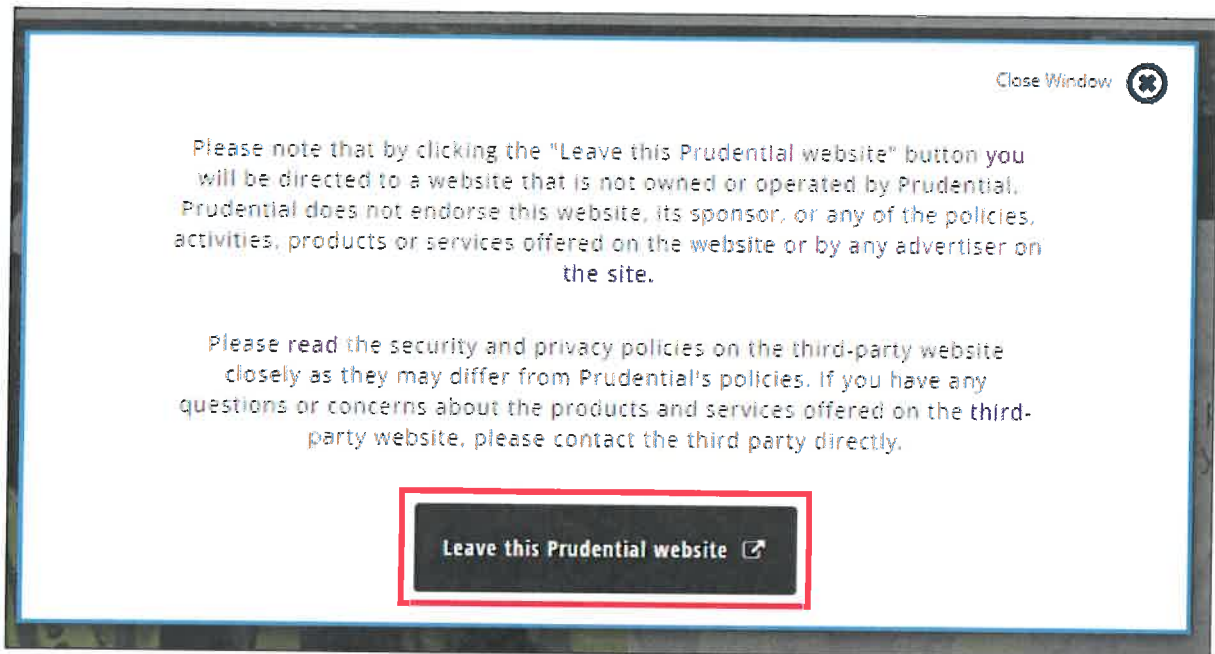 Close Window
Please note that by clicking the "Leave this Prudential website" button you
will be directed to a website that is not owned or operated by Prudential.
Prudential does not endorse this website, its sponsor, or any of the policies,
activities, products or services offered on the website or by any advertiser on
the site.
Please read the security and privacy policies on the third-party website
closely as they may differ from Prudential's policies. If you have any
questions or concerns about the products and services offered on the third-
party website, please contact the third party directly.
Leave this Prudential website